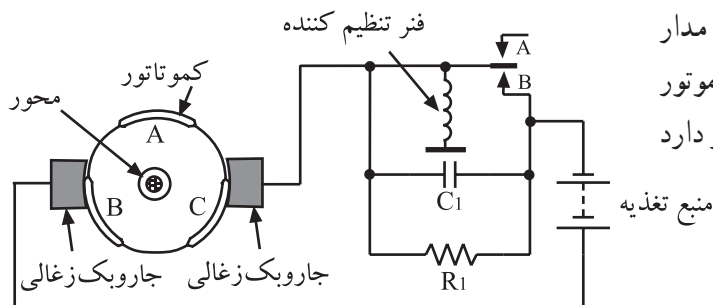 مدار
موتور
دارد
فنر تنظیم کننده
کموتاتور
محور
A
B
A
B
C
C1
R1
منبع تغذیه
جاروبک زغالی
جاروبک زغالی